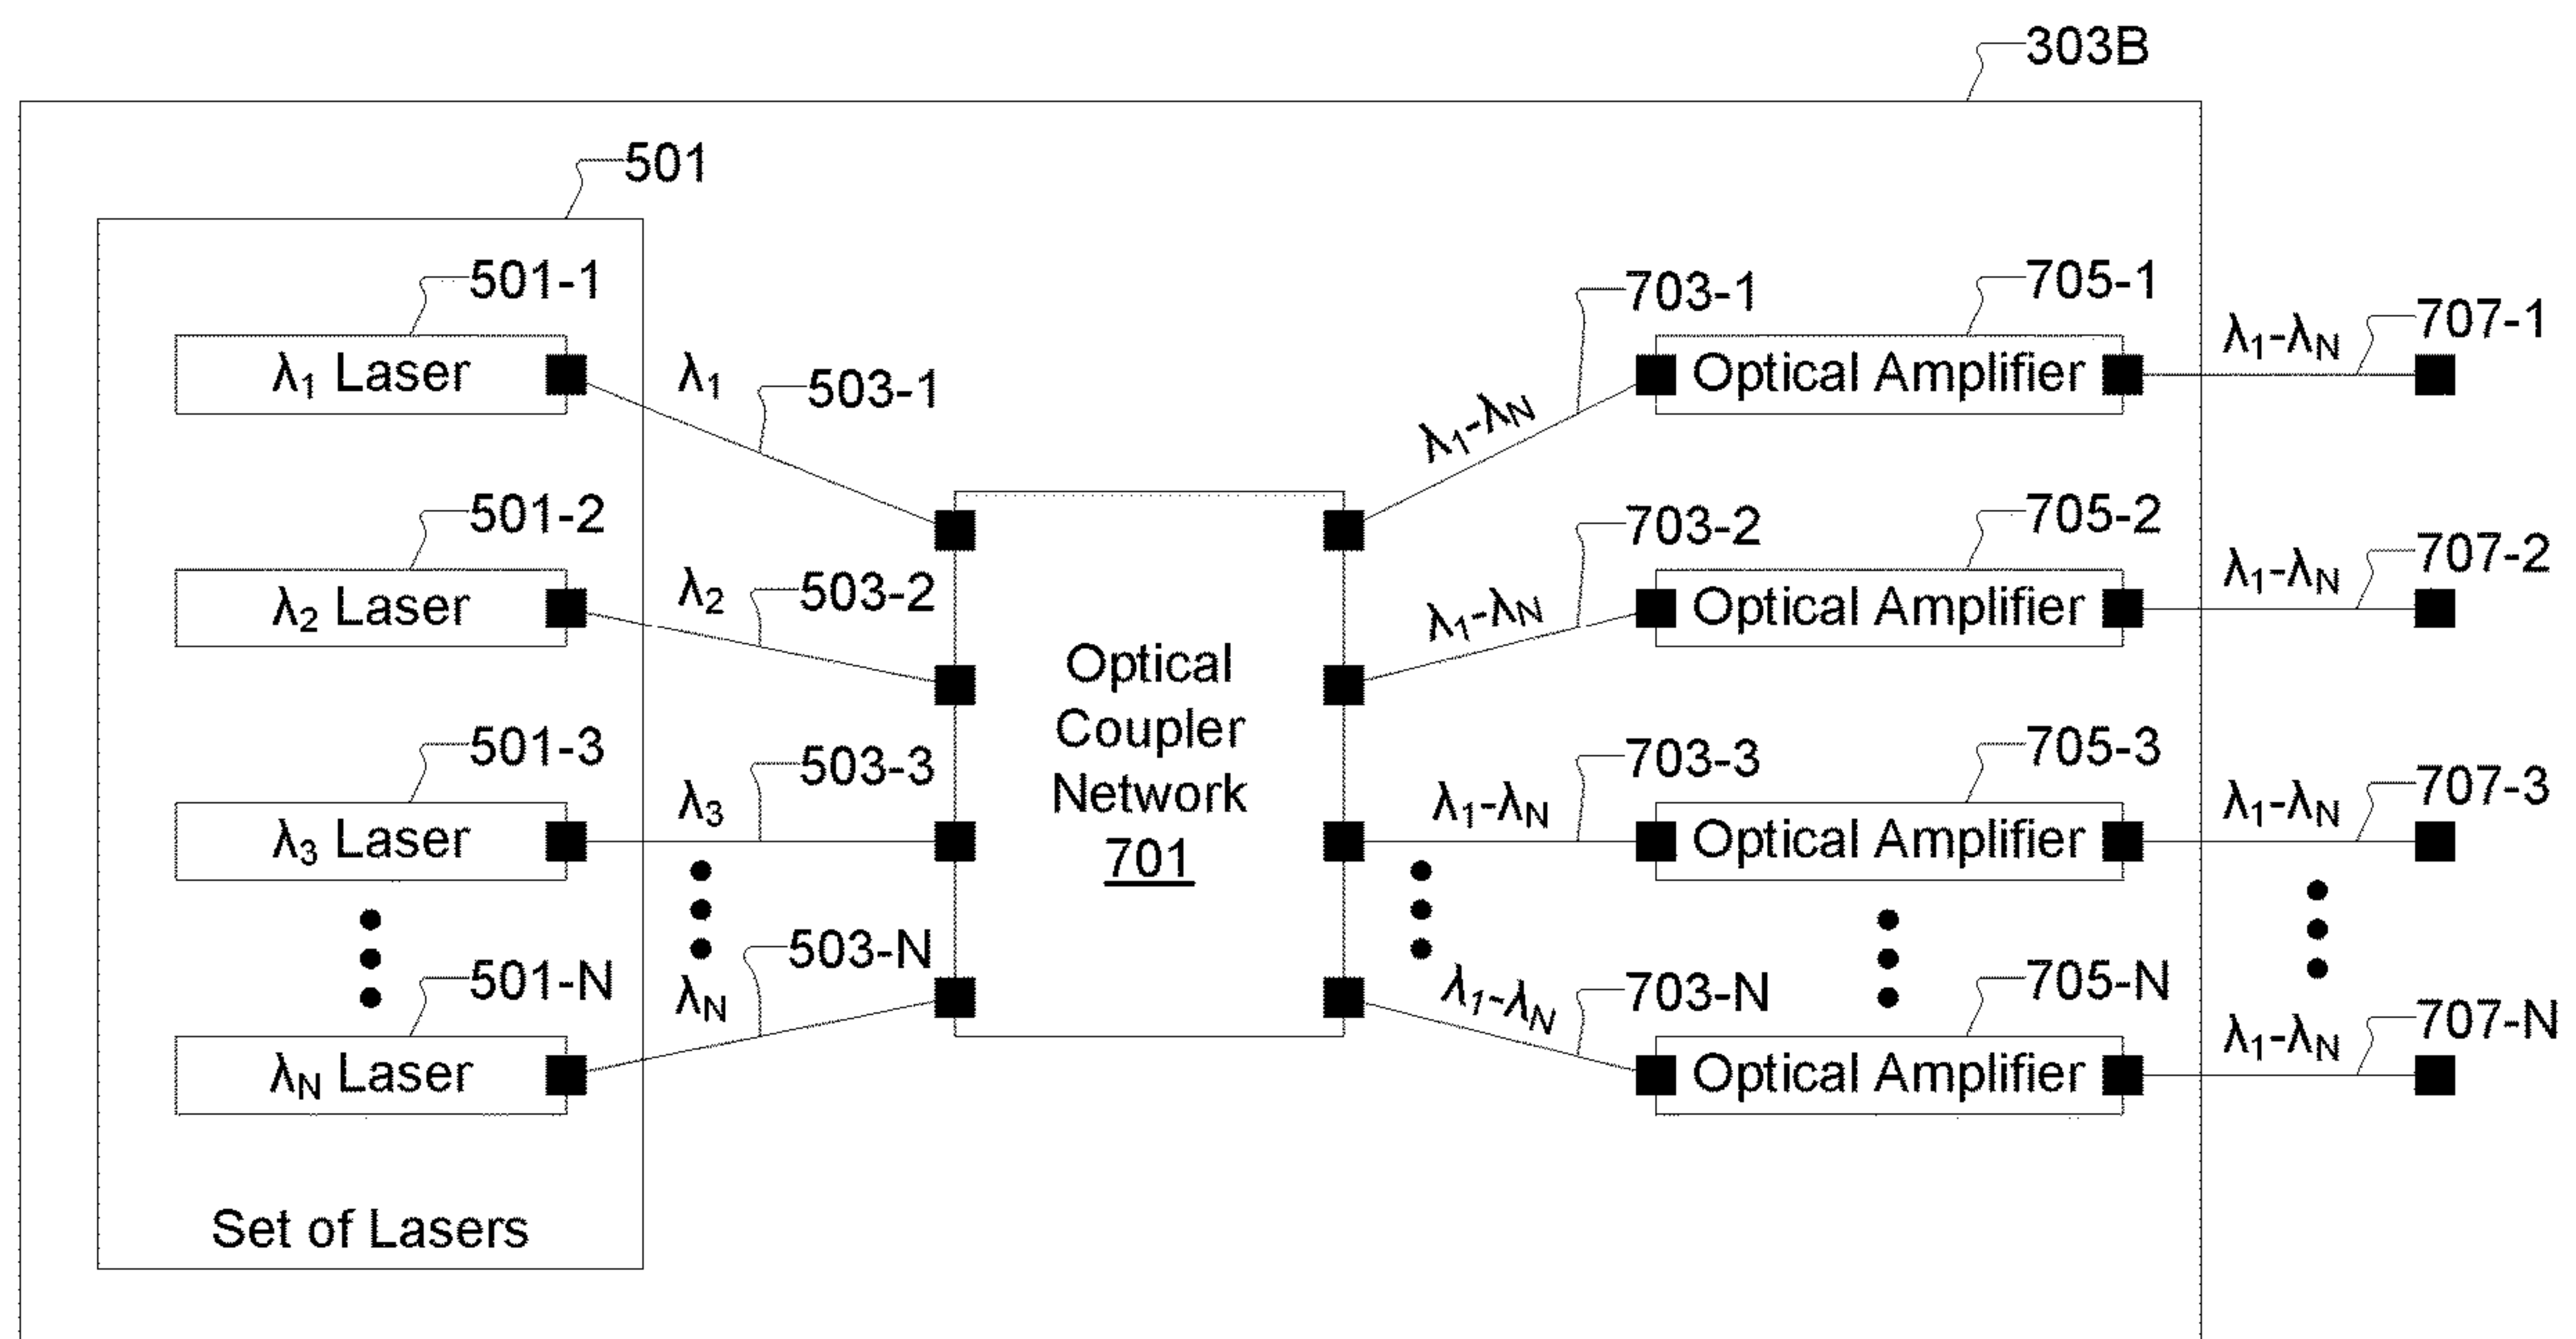 303B
501
501-1
λ1 Laser
λ1
503-1
703-1
λ1-λN
705-1
Optical Amplifier
λ1-λN
707-1
501-2
λ2 Laser
λ2
503-2
703-2
λ1-λN
705-2
Optical Amplifier
λ1-λN
707-2
Optical
Coupler
Network
701
501-3
λ3 Laser
λ3
503-3
703-3
λ1-λN
705-3
Optical Amplifier
λ1-λN
707-3
501-N
λN Laser
λN
503-N
703-N
λ1-λN
705-N
Optical Amplifier
λ1-λN
707-N
Set of Lasers